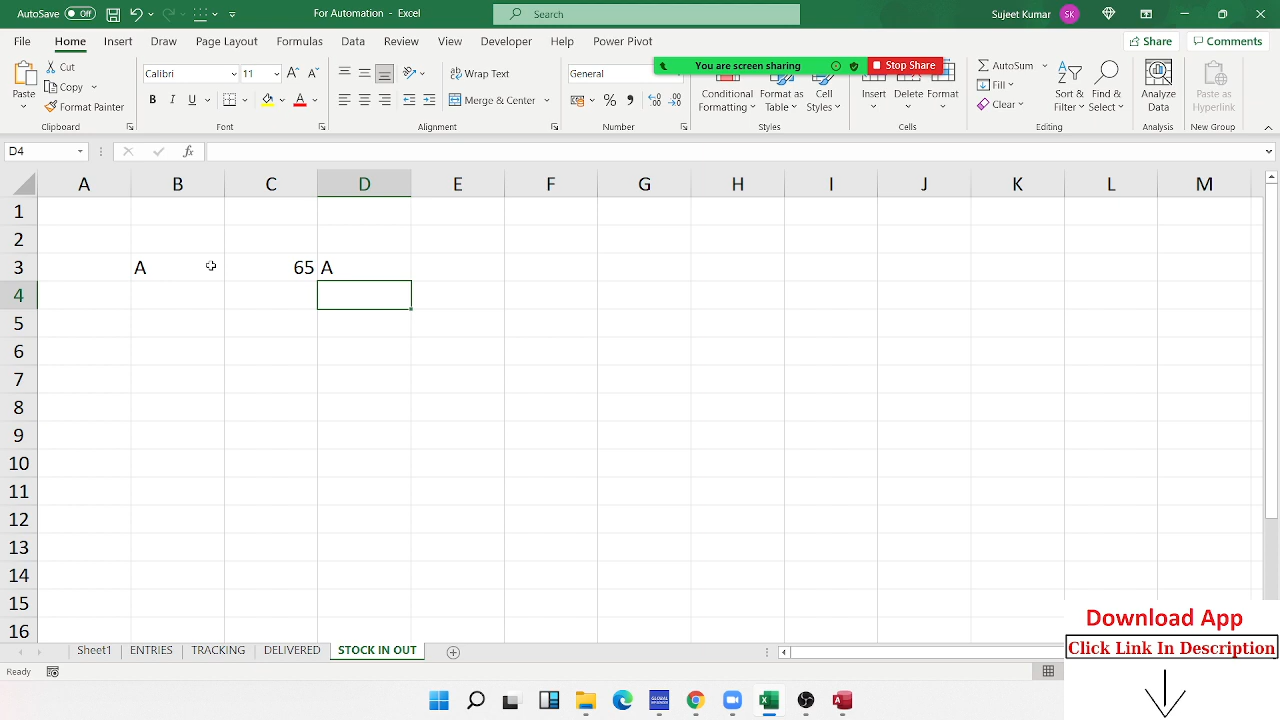 AutoSave Off For Automation - Excel Search Sujeet Kumar SK
File Home Insert Draw Page Layout Formulas Data Review View Developer Help Power Pivot Share Comments
You are screen sharing Stop Share
Paste Cut Copy Format Painter
Calibri 11
B I U
A A
Wrap Text
Merge & Center
General
% ,
Conditional Formatting Format as Table Cell Styles
Insert Delete Format
AutoSum Fill Clear
Sort & Filter Find & Select
Analyze Data
Paste as Hyperlink
Clipboard Font Alignment Number Styles Cells Editing Analysis New Group
D4 fx
A B C D E F G H I J K L M
1
2
3 A 65 A
4
5
6
7
8
9
10
11
12
13
14
15
16
Download App
Click Link In Description
Sheet1 ENTRIES TRACKING DELIVERED STOCK IN OUT
Ready